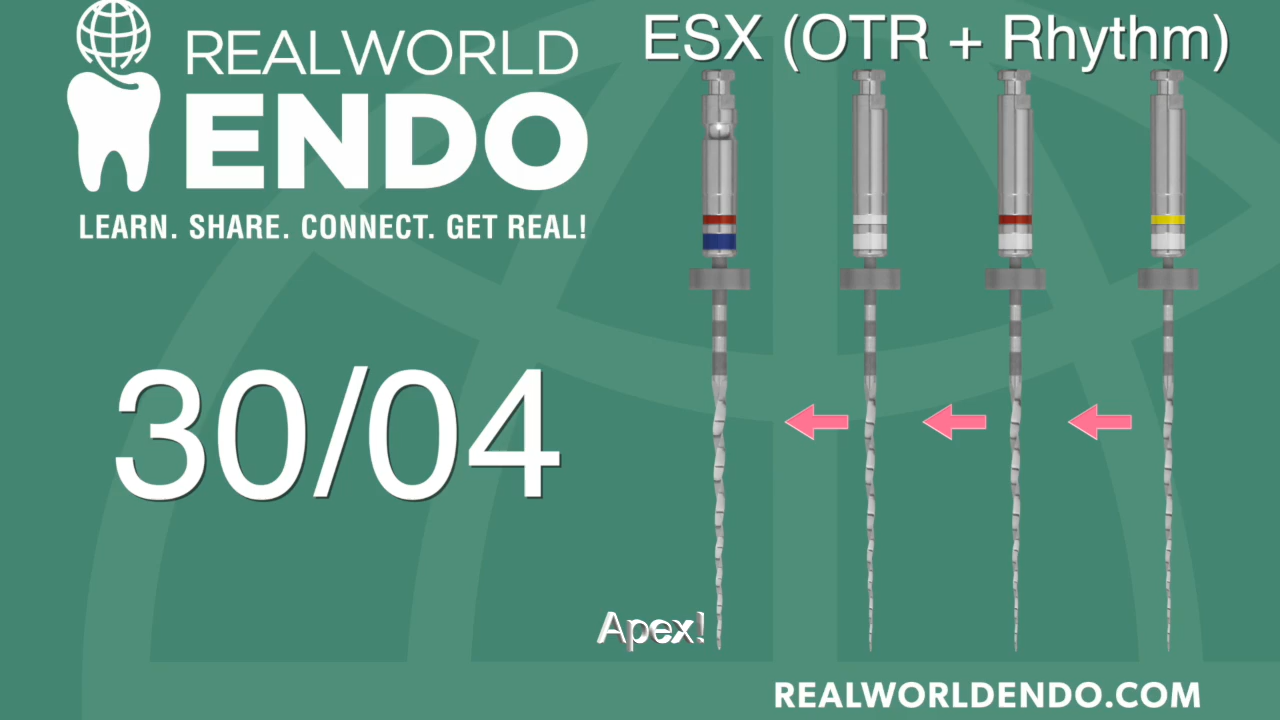 REALWORLD
ENDO
LEARN. SHARE. CONNECT. GET REAL!
ESX (OTR + Rhythm)
30/04
Apex!
REALWORLDENDO.COM